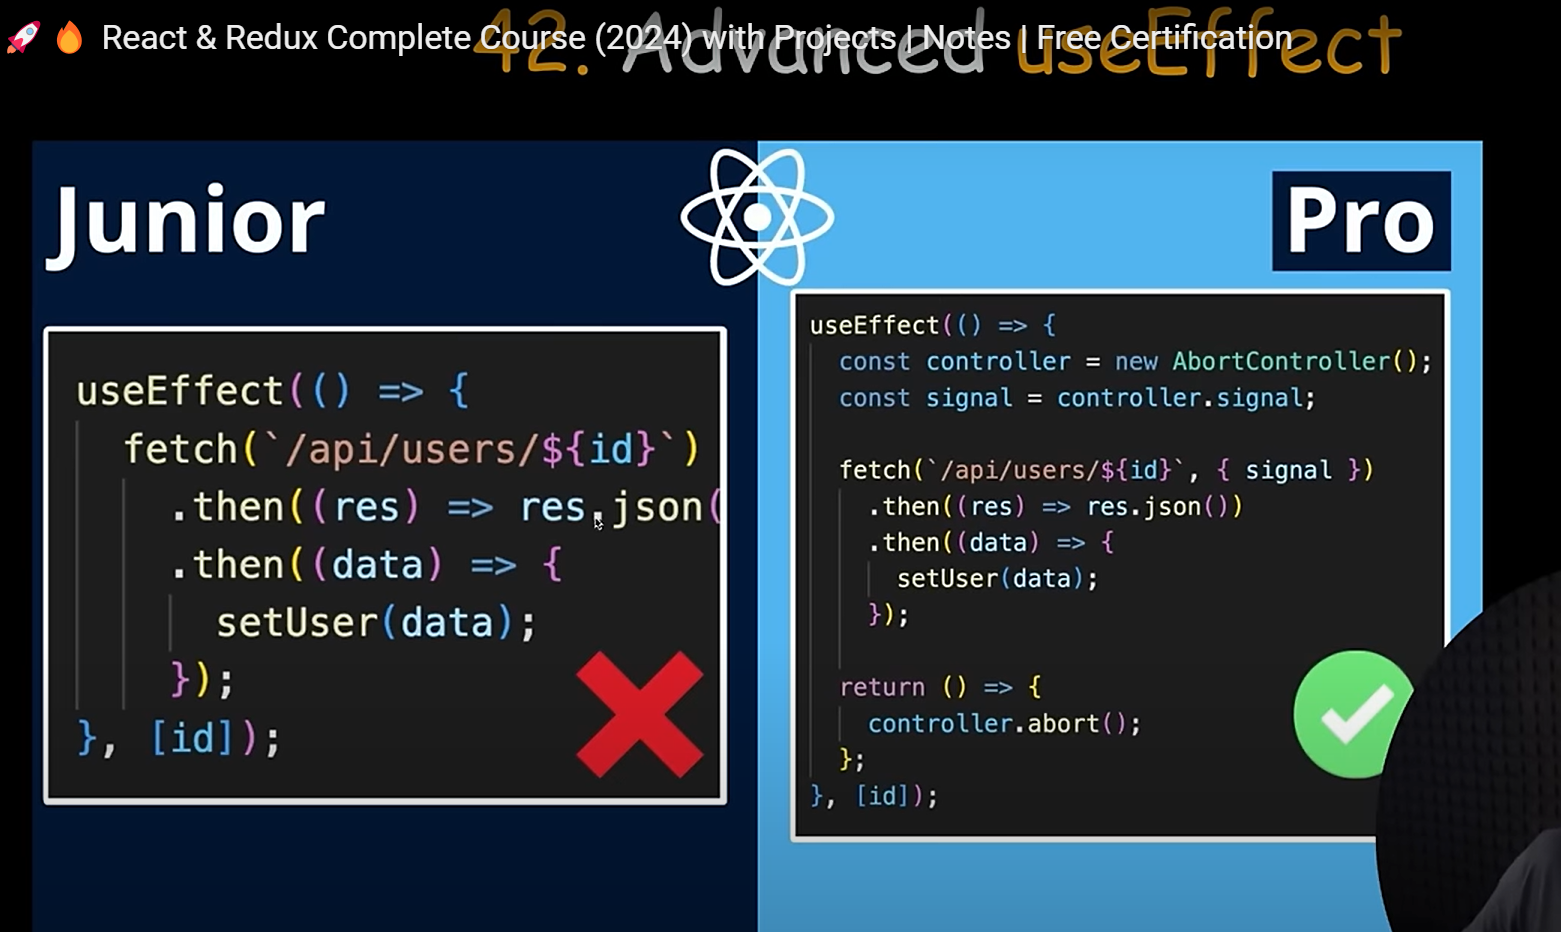 🚀 🔥 React & Redux Complete Course (2024) with Projects | Notes | Free Certification
42. Advanced useEffect
Junior
useEffect(() => {
fetch(`/api/users/${id}`)
.then((res) => res.json(
.then((data) => {
setUser(data);
});
}, [id]);
Pro
useEffect(() => {
const controller = new AbortController();
const signal = controller.signal;
fetch(`/api/users/${id}`, { signal })
.then((res) => res.json())
.then((data) => {
setUser(data);
});
return () => {
controller.abort();
};
}, [id]);